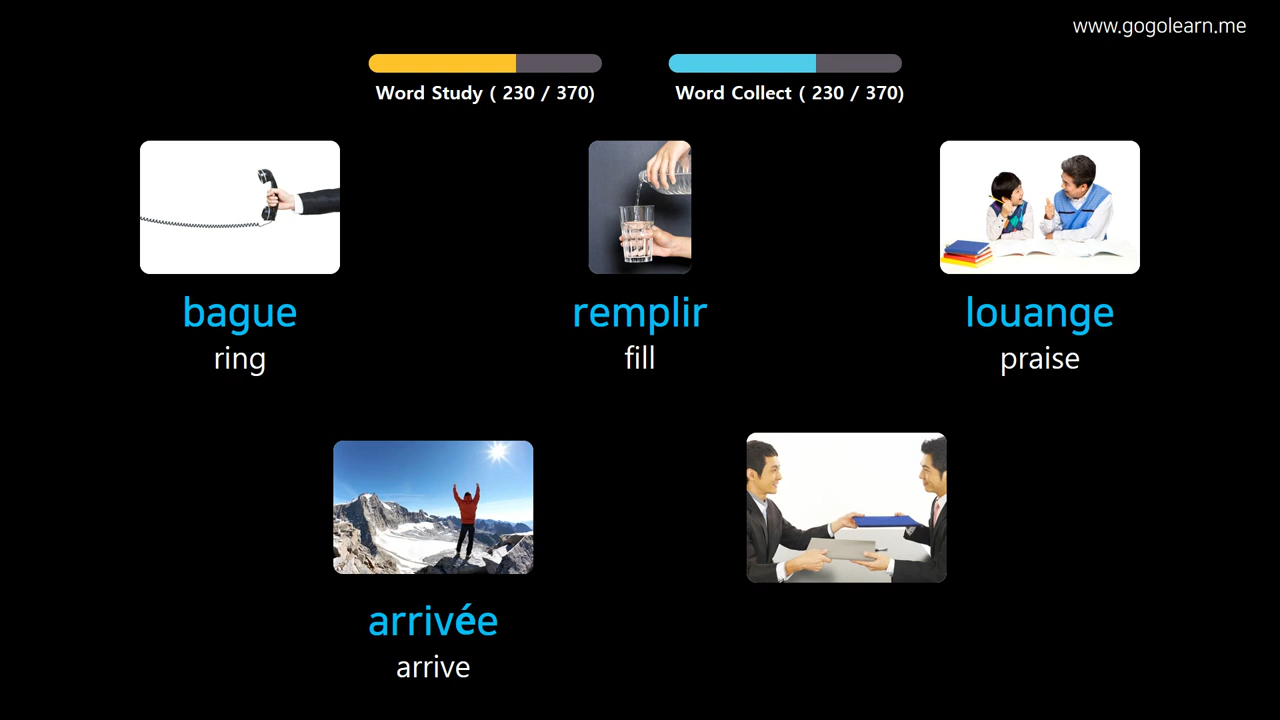 www.gogolearn.me
Word Study ( 230 / 370)
Word Collect ( 230 / 370)
bague
ring
remplir
fill
louange
praise
arrivée
arrive